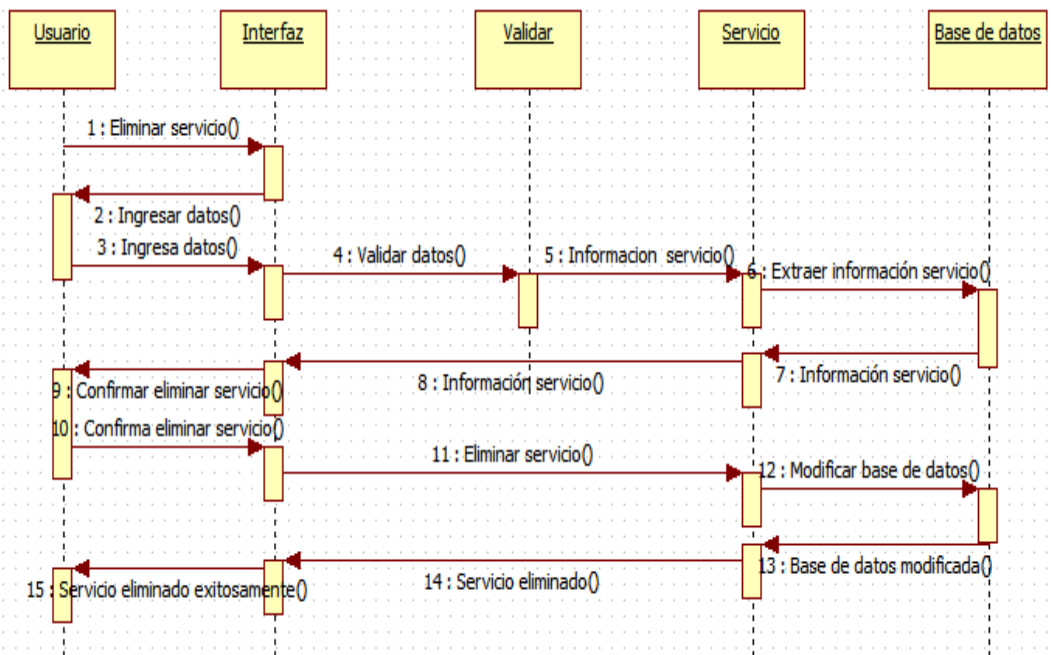 Usuario
Interfaz
Validar
Servicio
Base de datos
1 : Eliminar servicio()
2 : Ingresar datos()
3 : Ingresa datos()
4 : Validar datos()
5 : Informacion servicio()
6 : Extraer información servicio()
7 : Información servicio()
8 : Información servicio()
9 : Confirmar eliminar servicio()
10 : Confirma eliminar servicio()
11 : Eliminar servicio()
12 : Modificar base de datos()
13 : Base de datos modificada()
14 : Servicio eliminado()
15 : Servicio eliminado exitosamente()